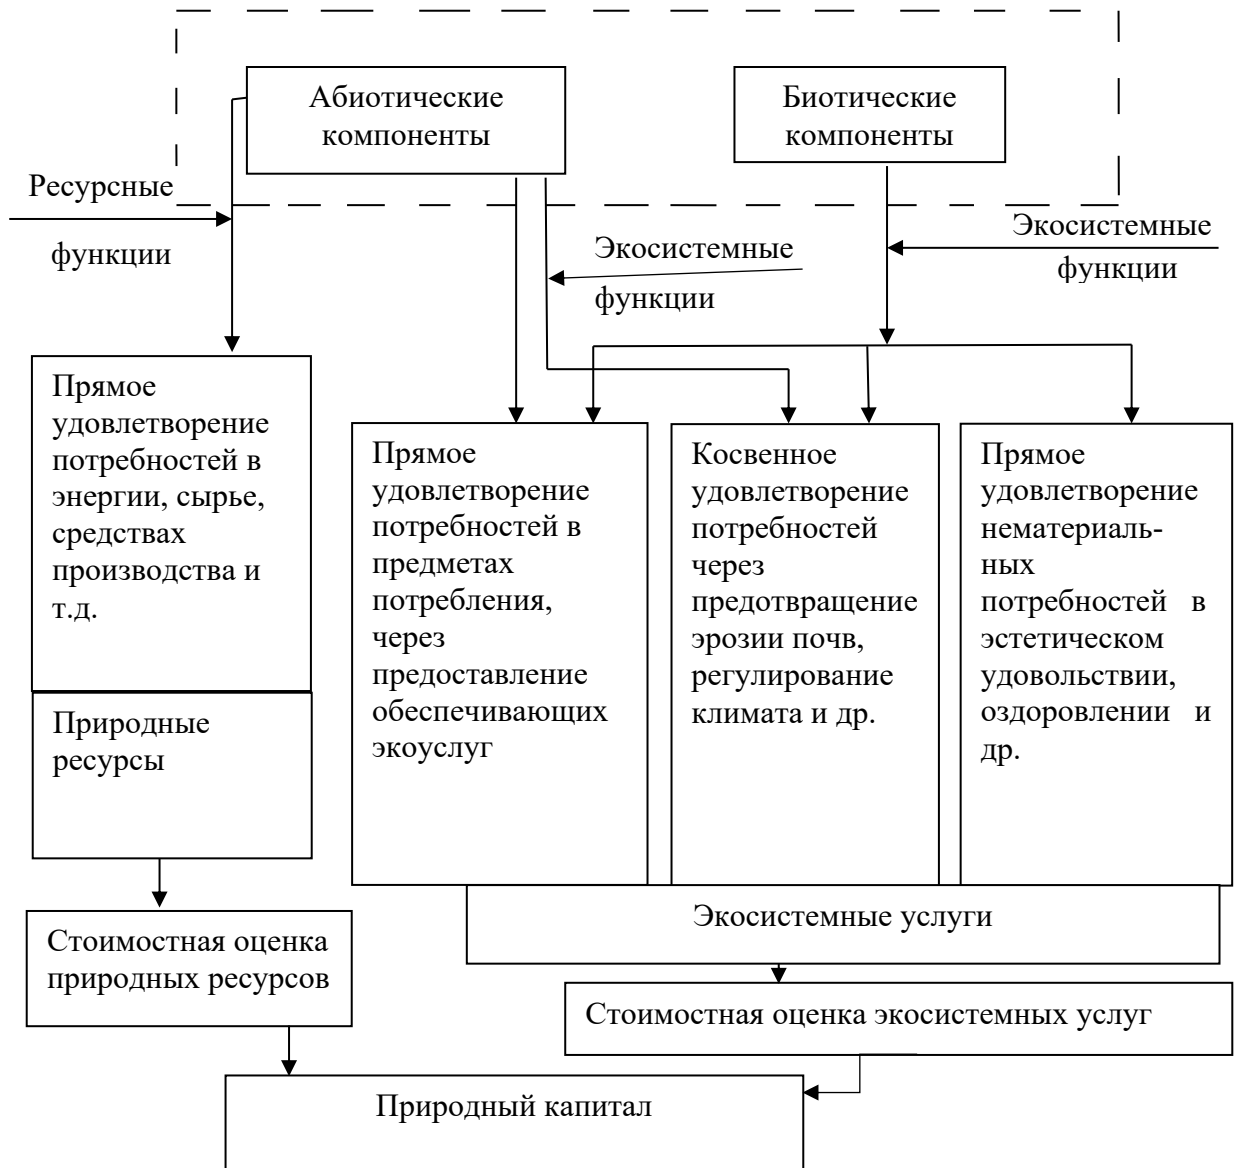 Абиотические
компоненты
Биотические
компоненты
Ресурсные
функции
Экосистемные
функции
Экосистемные
функции
Прямое
удовлетворение
потребностей в
энергии, сырье,
средствах
производства и
т.д.
Природные
ресурсы
Прямое
удовлетворение
потребностей в
предметах
потребления,
через
предоставление
обеспечивающих
экоуслуг
Косвенное
удовлетворение
потребностей
через
предотвращение
эрозии почв,
регулирование
климата и др.
Прямое
удовлетворение
нематериаль-
ных
потребностей в
эстетическом
удовольствии,
оздоровлении и
др.
Экосистемные услуги
Стоимостная оценка
природных ресурсов
Стоимостная оценка экосистемных услуг
Природный капитал